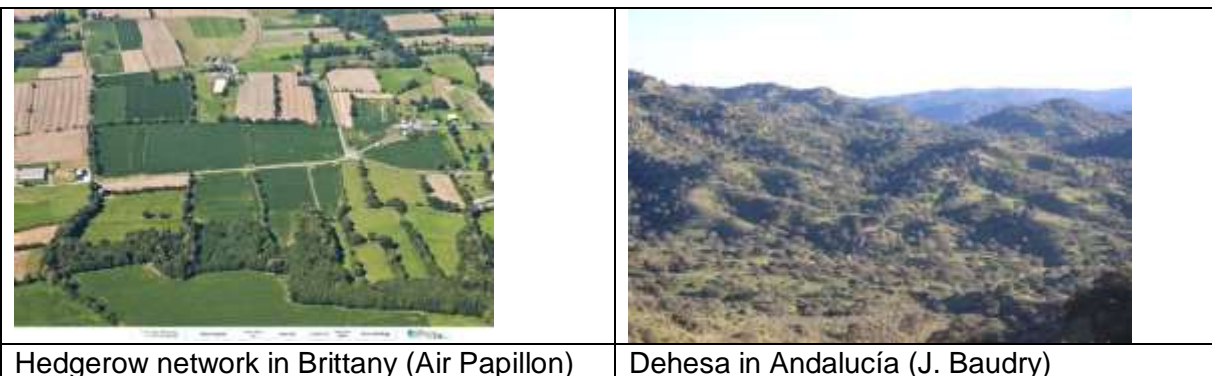 Hedgerow network in Brittany (Air Papillon)
Dehesa in Andalucía (J. Baudry)